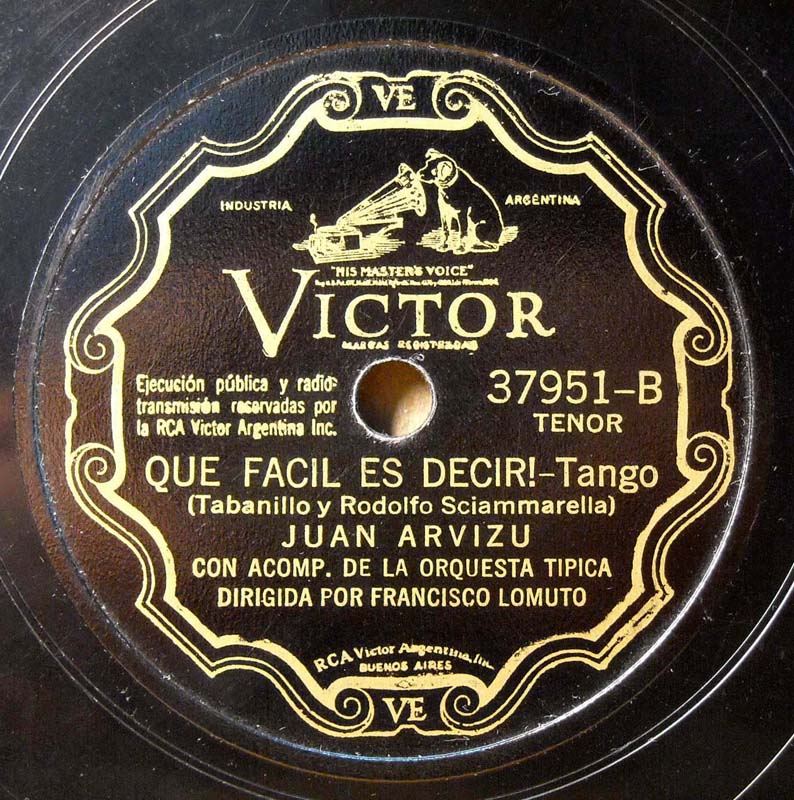 VE
INDUSTRIA ARGENTINA
"HIS MASTER'S VOICE"
VICTOR
MARCAS REGISTRADAS
Ejecución pública y radio-
transmisión reservadas por
la RCA Victor Argentina Inc.
37951-B
TENOR
QUE FACIL ES DECIR!-Tango
(Tabanillo y Rodolfo Sciammarella)
JUAN ARVIZU
CON ACOMP. DE LA ORQUESTA TIPICA
DIRIGIDA POR FRANCISCO LOMUTO
RCA Victor Argentina, Inc.
BUENOS AIRES
VE